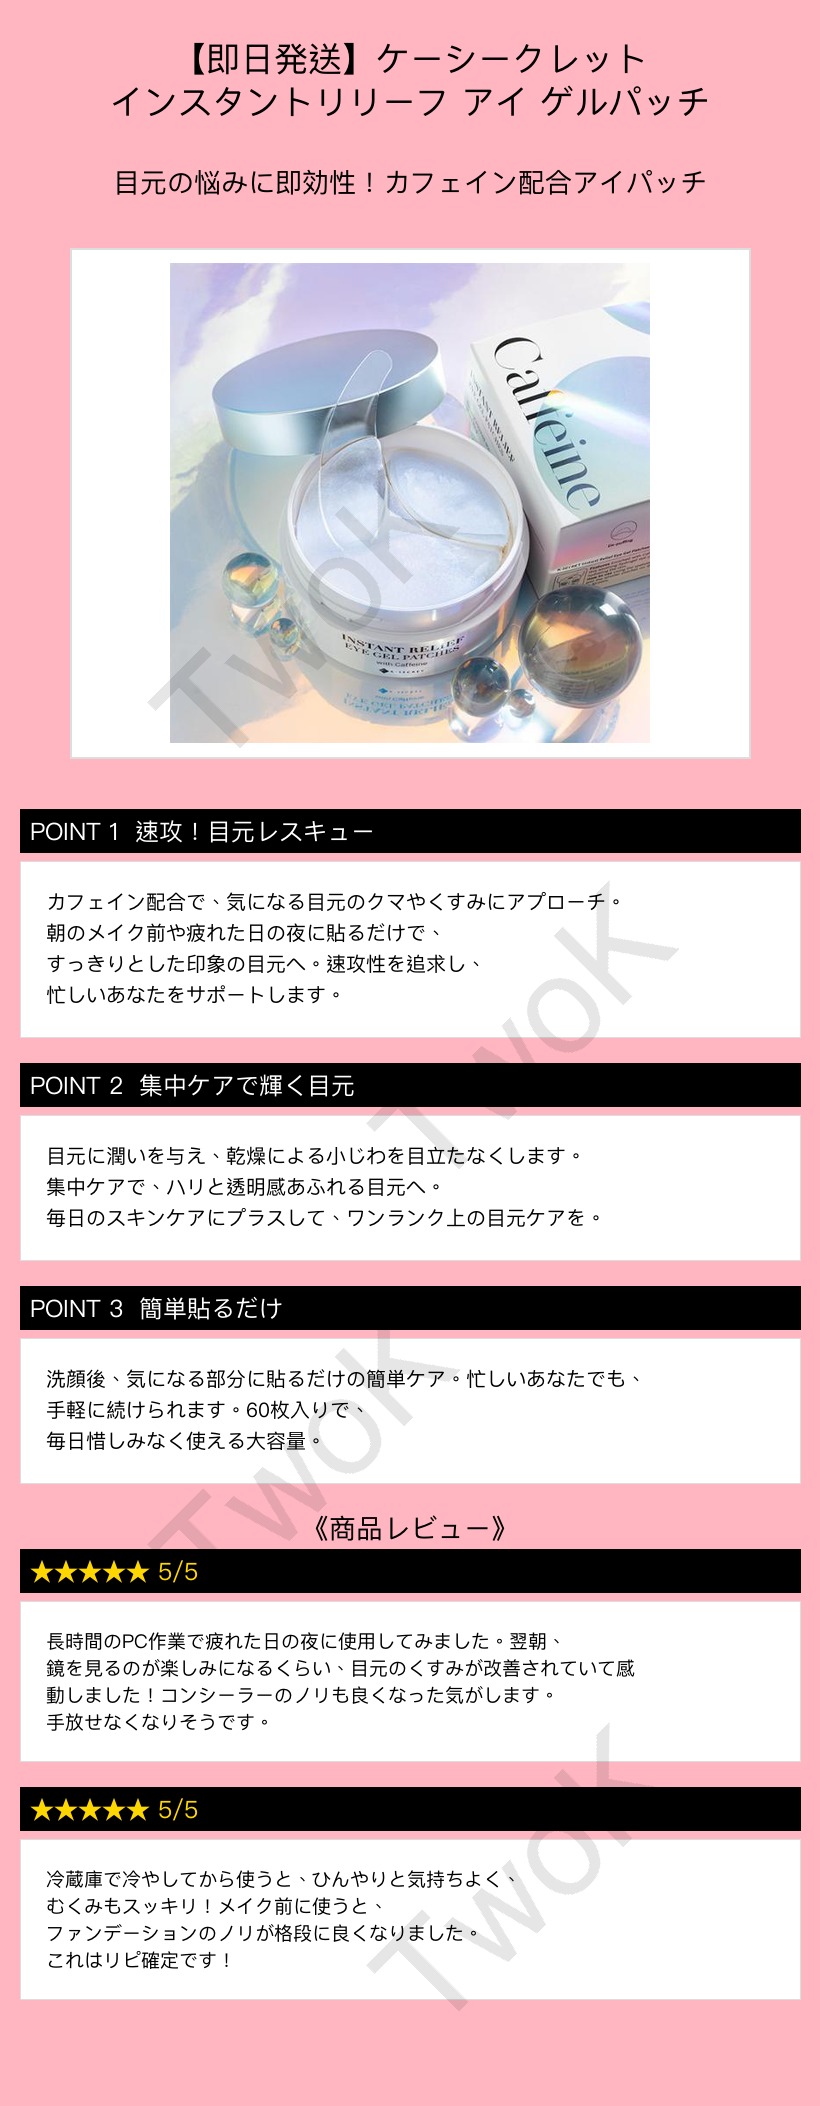 【即日発送】ケーシークレット
インスタントリリーフ アイ ゲルパッチ
目元の悩みに即効性！カフェイン配合アイパッチ
Caffeine
INSTANT RELIEF
INSTANT RELIEF
EYE GEL PATCHES
with Caffeine
K-SECRET
TwoK
POINT 1 速攻！目元レスキュー
カフェイン配合で、気になる目元のクマやくすみにアプローチ。
朝のメイク前や疲れた日の夜に貼るだけで、
すっきりとした印象の目元へ。速攻性を追求し、
忙しいあなたをサポートします。
TwoK
POINT 2 集中ケアで輝く目元
目元に潤いを与え、乾燥による小じわを目立たなくします。
集中ケアで、ハリと透明感あふれる目元へ。
毎日のスキンケアにプラスして、ワンランク上の目元ケアを。
POINT 3 簡単貼るだけ
洗顔後、気になる部分に貼るだけの簡単ケア。忙しいあなたでも、
手軽に続けられます。60枚入りで、
毎日惜しみなく使える大容量。
TwoK
《商品レビュー》
★★★★★ 5/5
長時間のPC作業で疲れた日の夜に使用してみました。翌朝、
鏡を見るのが楽しみになるくらい、目元のくすみが改善されていて感
動しました！コンシーラーのノリも良くなった気がします。
手放せなくなりそうです。
★★★★★ 5/5
冷蔵庫で冷やしてから使うと、ひんやりと気持ちよく、
むくみもスッキリ！メイク前に使うと、
ファンデーションのノリが格段に良くなりました。
これはリピ確定です！
TwoK